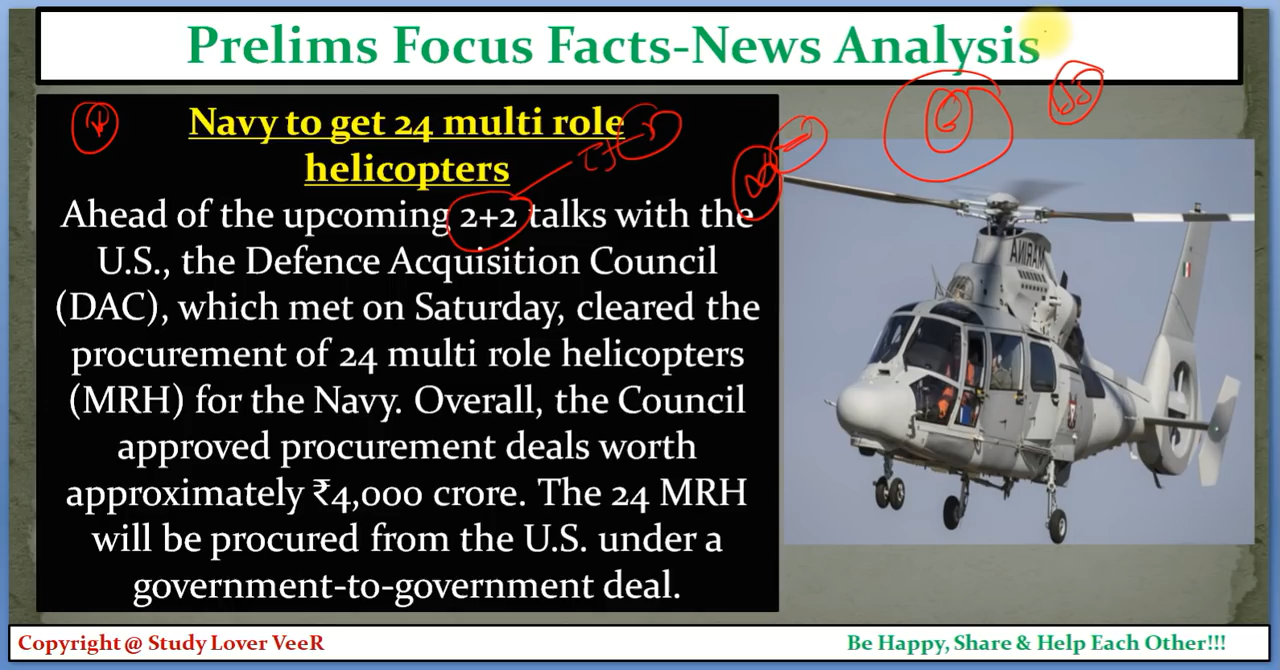 Prelims Focus Facts-News Analysis
Navy to get 24 multi role
helicopters
Ahead of the upcoming 2+2 talks with the
U.S., the Defence Acquisition Council
(DAC), which met on Saturday, cleared the
procurement of 24 multi role helicopters
(MRH) for the Navy. Overall, the Council
approved procurement deals worth
approximately ₹4,000 crore. The 24 MRH
will be procured from the U.S. under a
government-to-government deal.
MARINA
Copyright @ Study Lover VeeR
Be Happy, Share & Help Each Other!!!